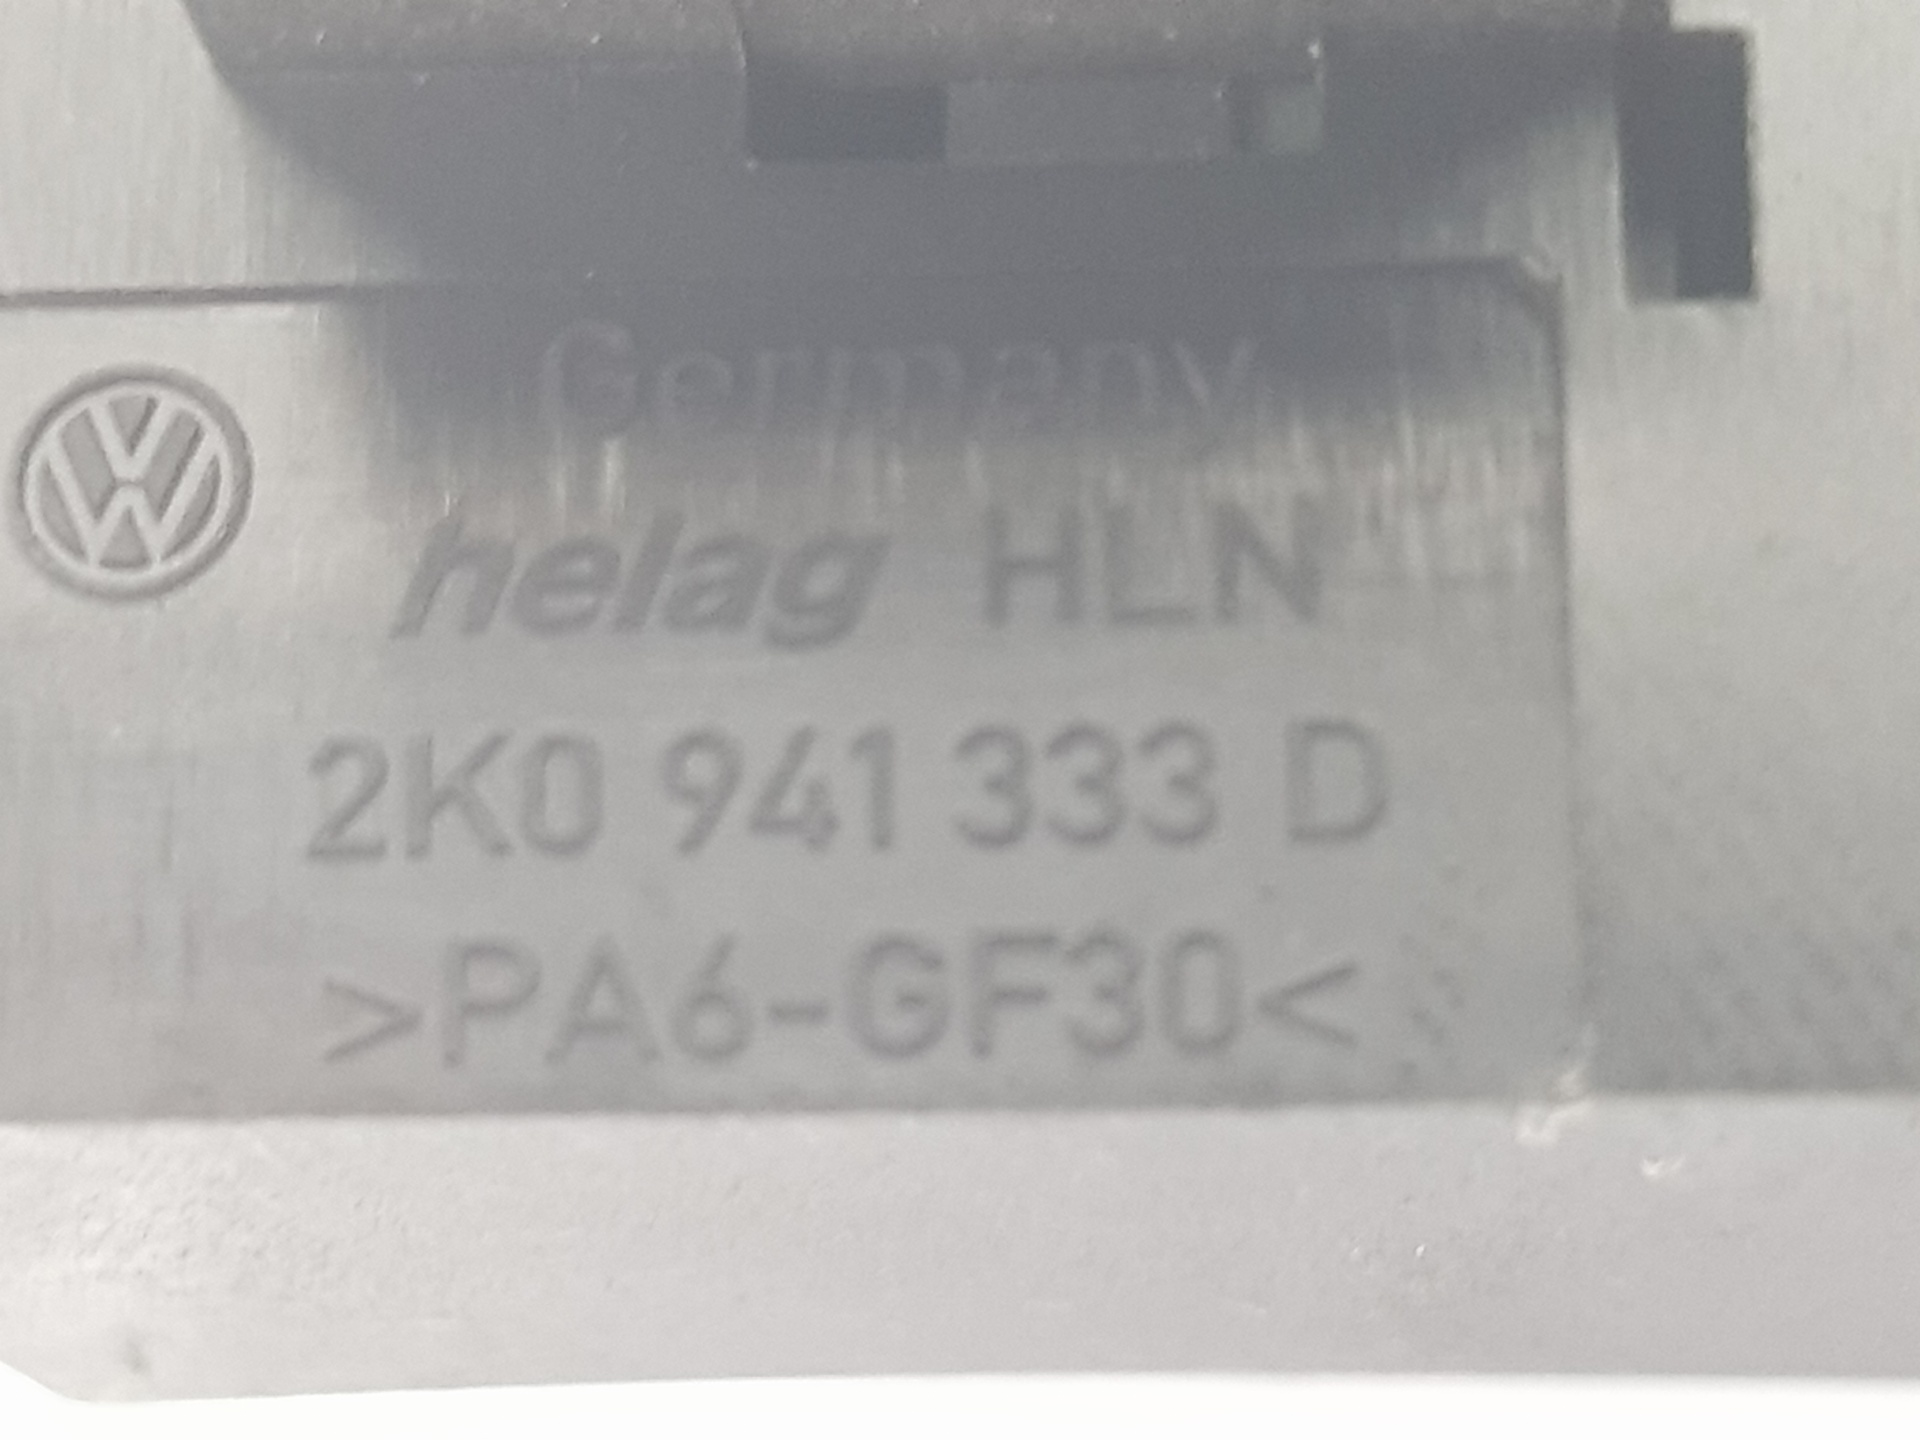 Germany
helag HLN
2K0 941 333 D
>PA6-GF30<